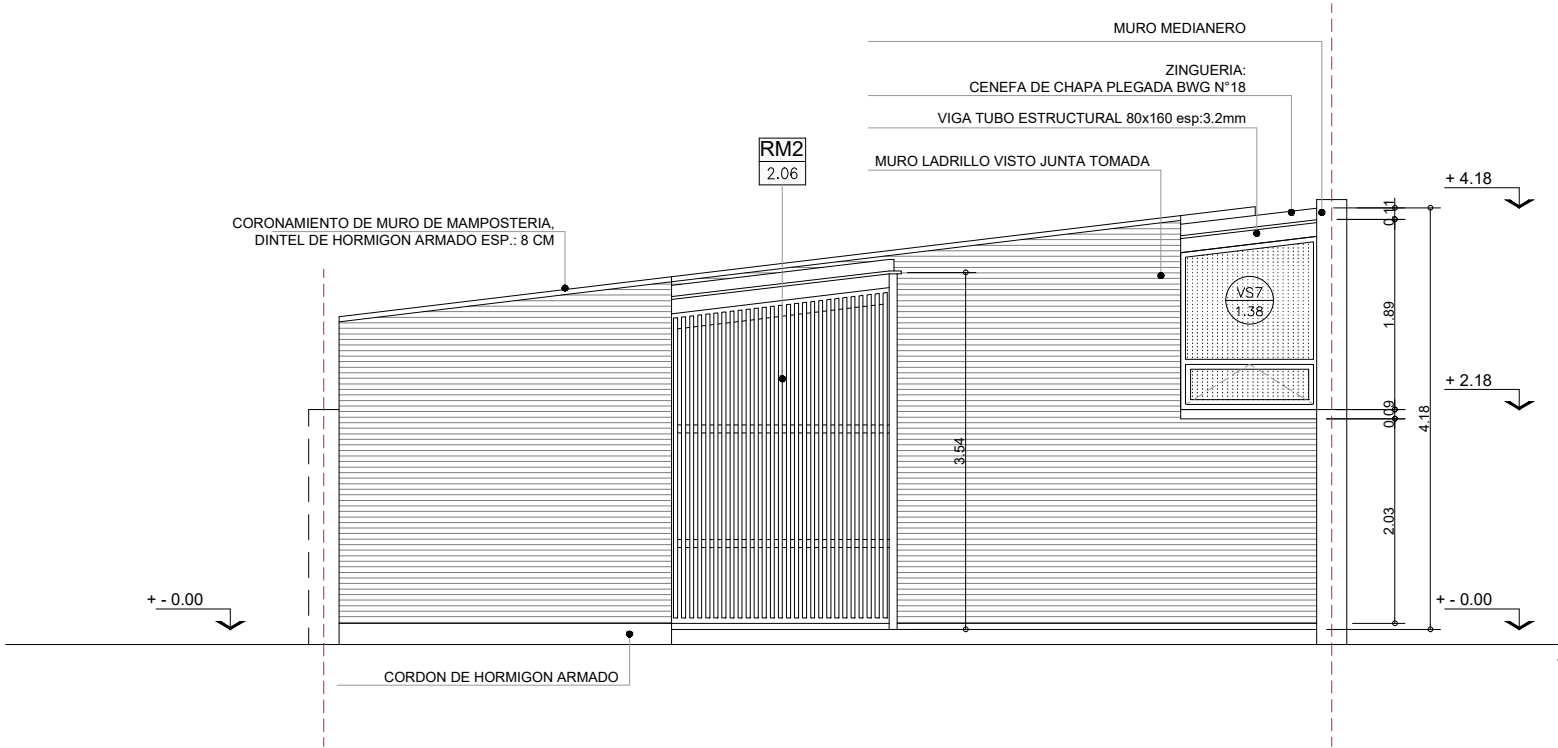 MURO MEDIANERO
ZINGUERIA:
CENEFA DE CHAPA PLEGADA BWG N°18
VIGA TUBO ESTRUCTURAL 80x160 esp:3.2mm
MURO LADRILLO VISTO JUNTA TOMADA
RM2
2.06
CORONAMIENTO DE MURO DE MAMPOSTERIA,
DINTEL DE HORMIGON ARMADO ESP.: 8 CM
+ 4.18
0.11
VS7
1.38
1.89
+ 2.18
0.09
4.18
3.54
2.03
+ - 0.00
+ - 0.00
CORDON DE HORMIGON ARMADO